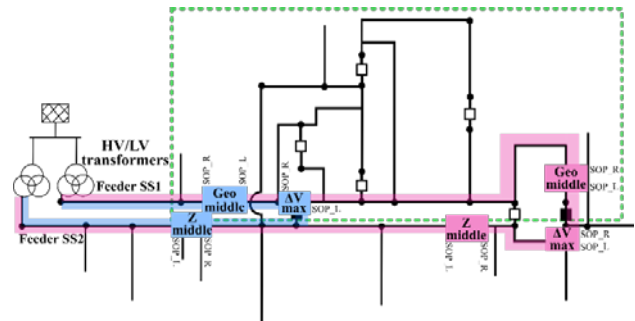 HV/LV
transformers
Feeder SS1
Feeder SS2
SOP_R
SOP_L
Geo
middle
SOP_R
ΔV
max
SOP_L
Z
middle
SOP_L
SOP_R
Z
middle
SOP_L
SOP_R
Geo
middle
SOP_R
SOP_L
ΔV
max
SOP_R
SOP_L